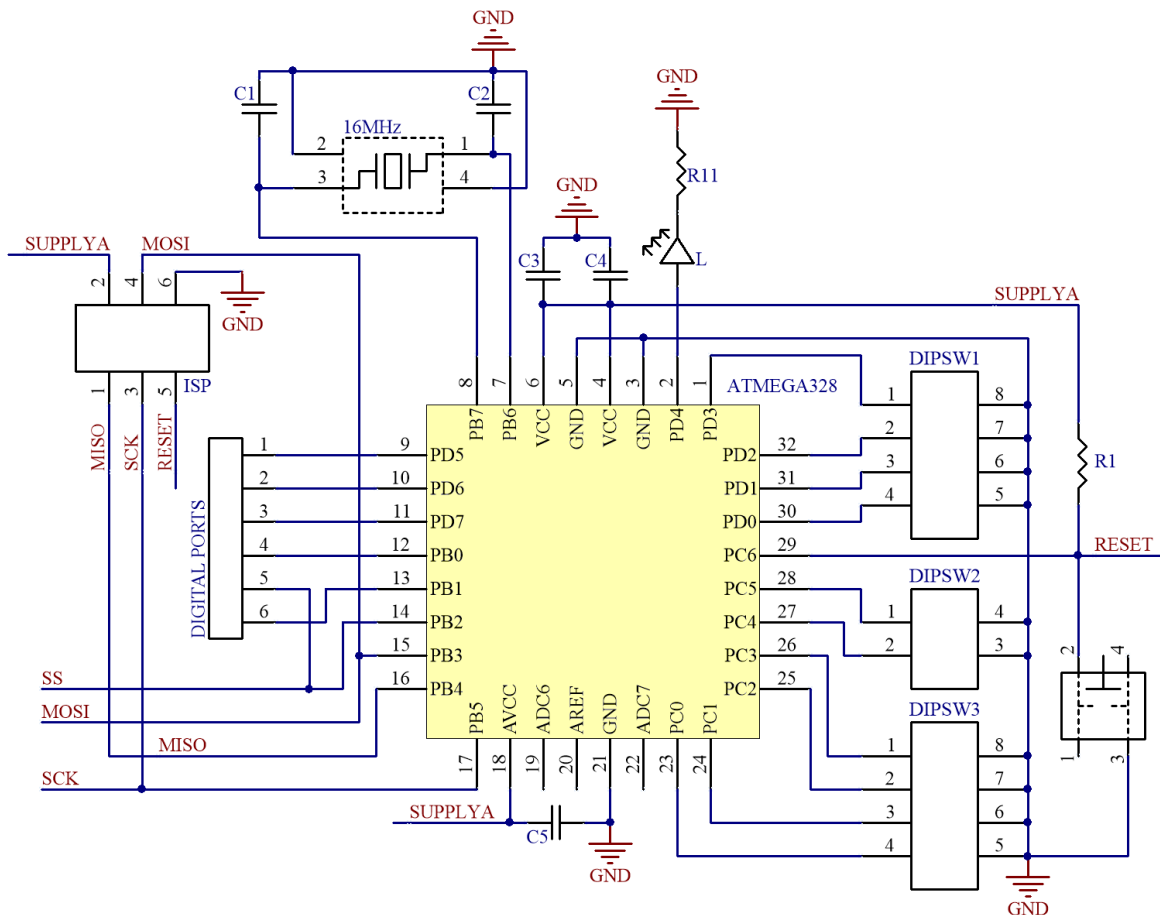 GND
C1
C2
16MHz
2
1
3
4
GND
R11
L
GND
C3
C4
SUPPLYA
MOSI
2
4
6
GND
1
3
5
ISP
MISO
SCK
RESET
SUPPLYA
8
7
6
5
4
3
2
1
ATMEGA328
PB7
PB6
VCC
GND
VCC
GND
PD4
PD3
DIGITAL PORTS
1
2
3
4
5
6
9
10
11
12
13
14
15
16
PD5
PD6
PD7
PB0
PB1
PB2
PB3
PB4
PD2
PD1
PD0
PC6
PC5
PC4
PC3
PC2
32
31
30
29
28
27
26
25
PB5
AVCC
ADC6
AREF
GND
ADC7
PC0
PC1
17
18
19
20
21
22
23
24
SS
MOSI
MISO
SCK
SUPPLYA
C5
GND
DIPSW1
1
2
3
4
8
7
6
5
R1
RESET
DIPSW2
1
2
4
3
DIPSW3
1
2
3
4
8
7
6
5
2
4
1
3
GND